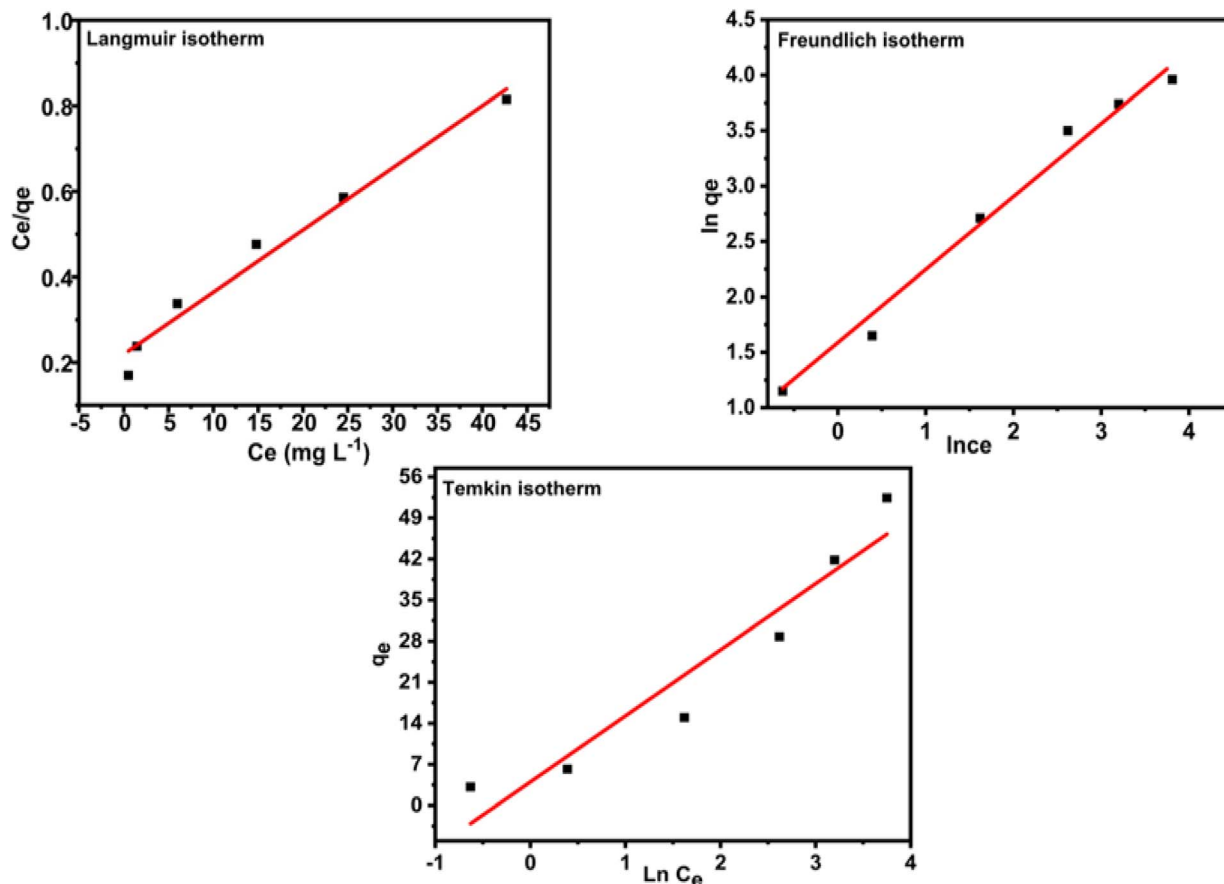 Langmuir isotherm
1.0
0.8
0.6
0.4
0.2
Ce/qe
-5 0 5 10 15 20 25 30 35 40 45
Ce (mg L⁻¹)
Freundlich isotherm
4.5
4.0
3.5
3.0
2.5
2.0
1.5
1.0
ln qe
0 1 2 3 4
lnce
Temkin isotherm
56
49
42
35
28
21
14
7
0
qₑ
-1 0 1 2 3 4
Ln Cₑ